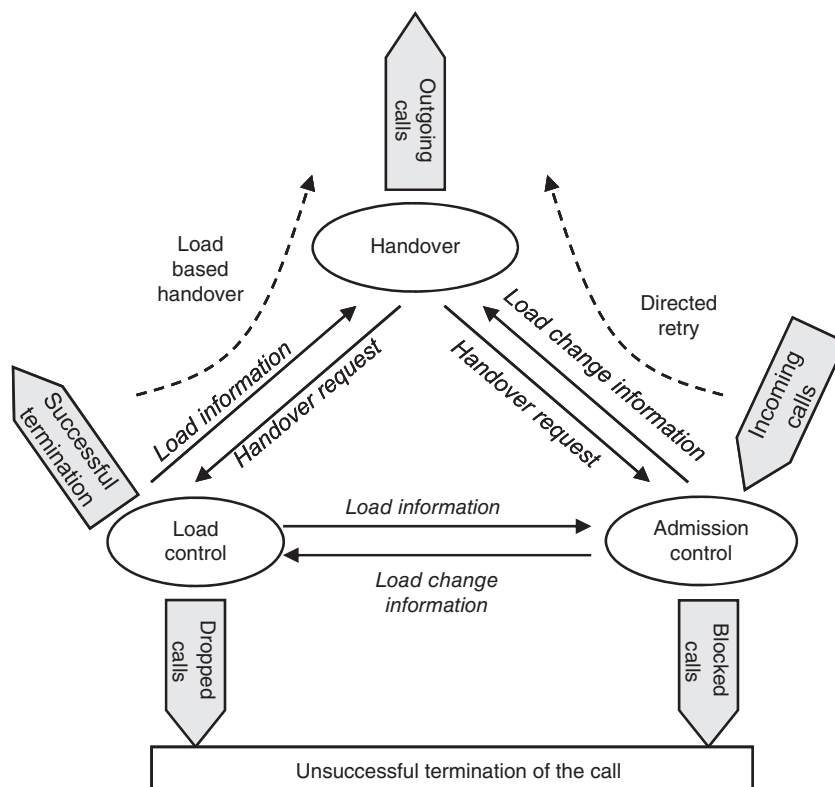 Outgoing
calls
Handover
Load
based
handover
Directed
retry
Load information
Handover request
Handover request
Load change information
Successful
termination
Incoming
calls
Load
control
Load information
Load change
information
Admission
control
Dropped
calls
Blocked
calls
Unsuccessful termination of the call